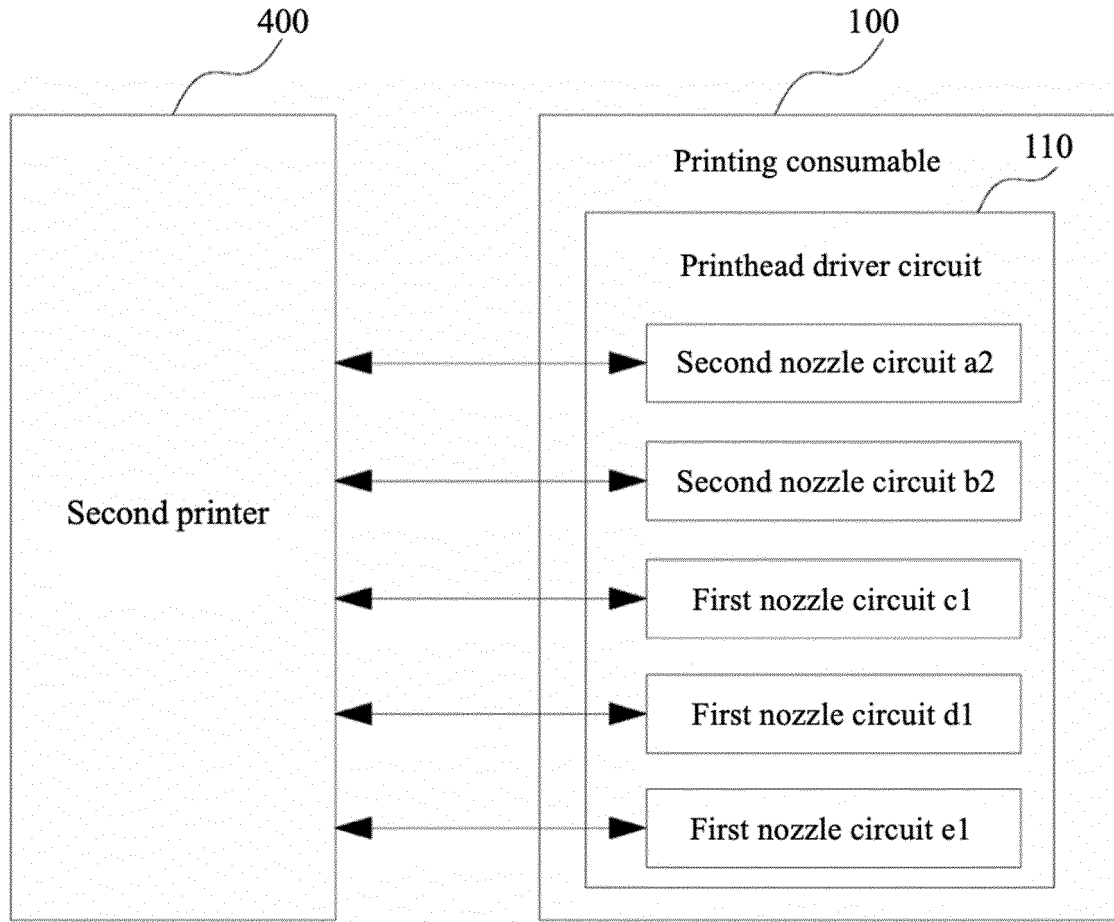 400
100
110
Printing consumable
Printhead driver circuit
Second nozzle circuit a2
Second nozzle circuit b2
Second printer
First nozzle circuit c1
First nozzle circuit d1
First nozzle circuit e1